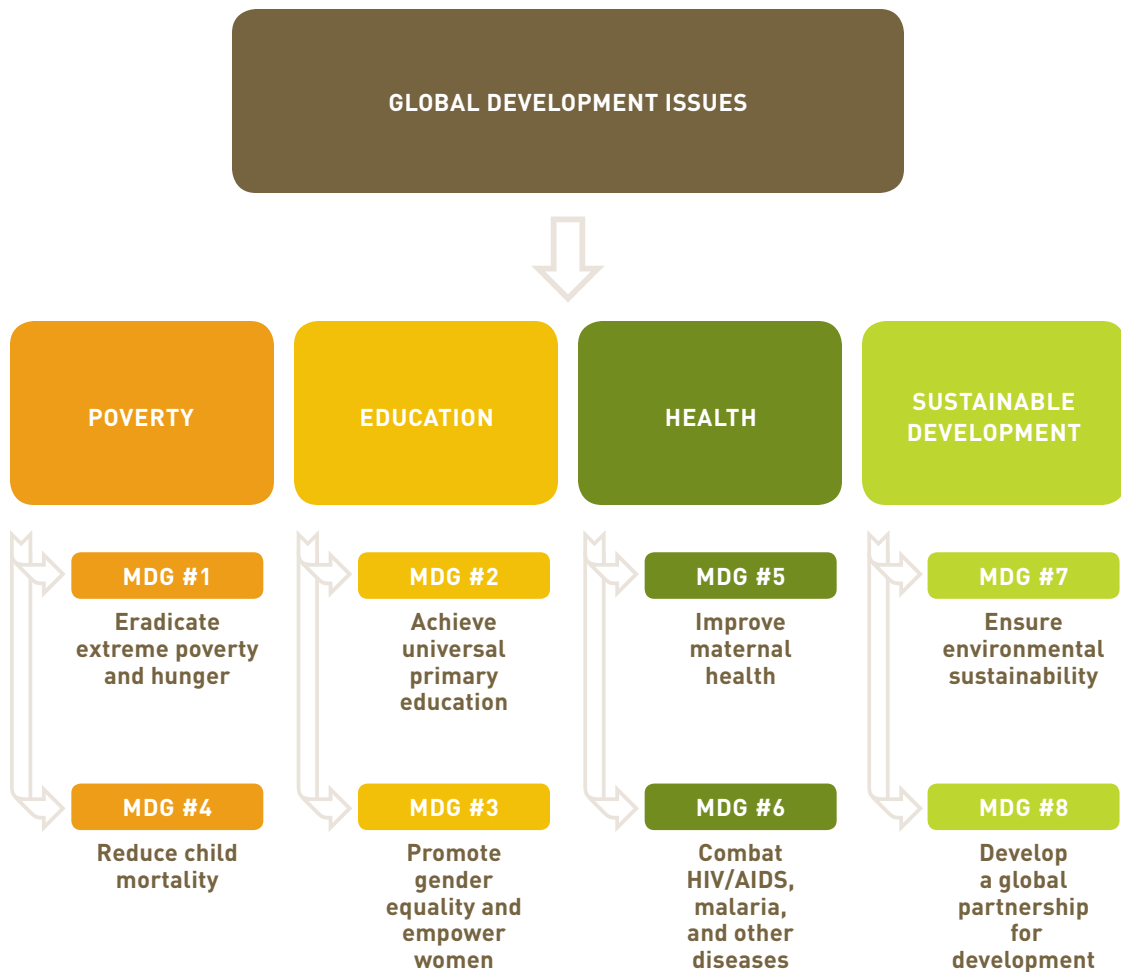 GLOBAL DEVELOPMENT ISSUES
POVERTY
EDUCATION
HEALTH
SUSTAINABLE
DEVELOPMENT
MDG #1
Eradicate
extreme poverty
and hunger
MDG #4
Reduce child
mortality
MDG #2
Achieve
universal
primary
education
MDG #3
Promote
gender
equality and
empower
women
MDG #5
Improve
maternal
health
MDG #6
Combat
HIV/AIDS,
malaria,
and other
diseases
MDG #7
Ensure
environmental
sustainability
MDG #8
Develop
a global
partnership
for
development